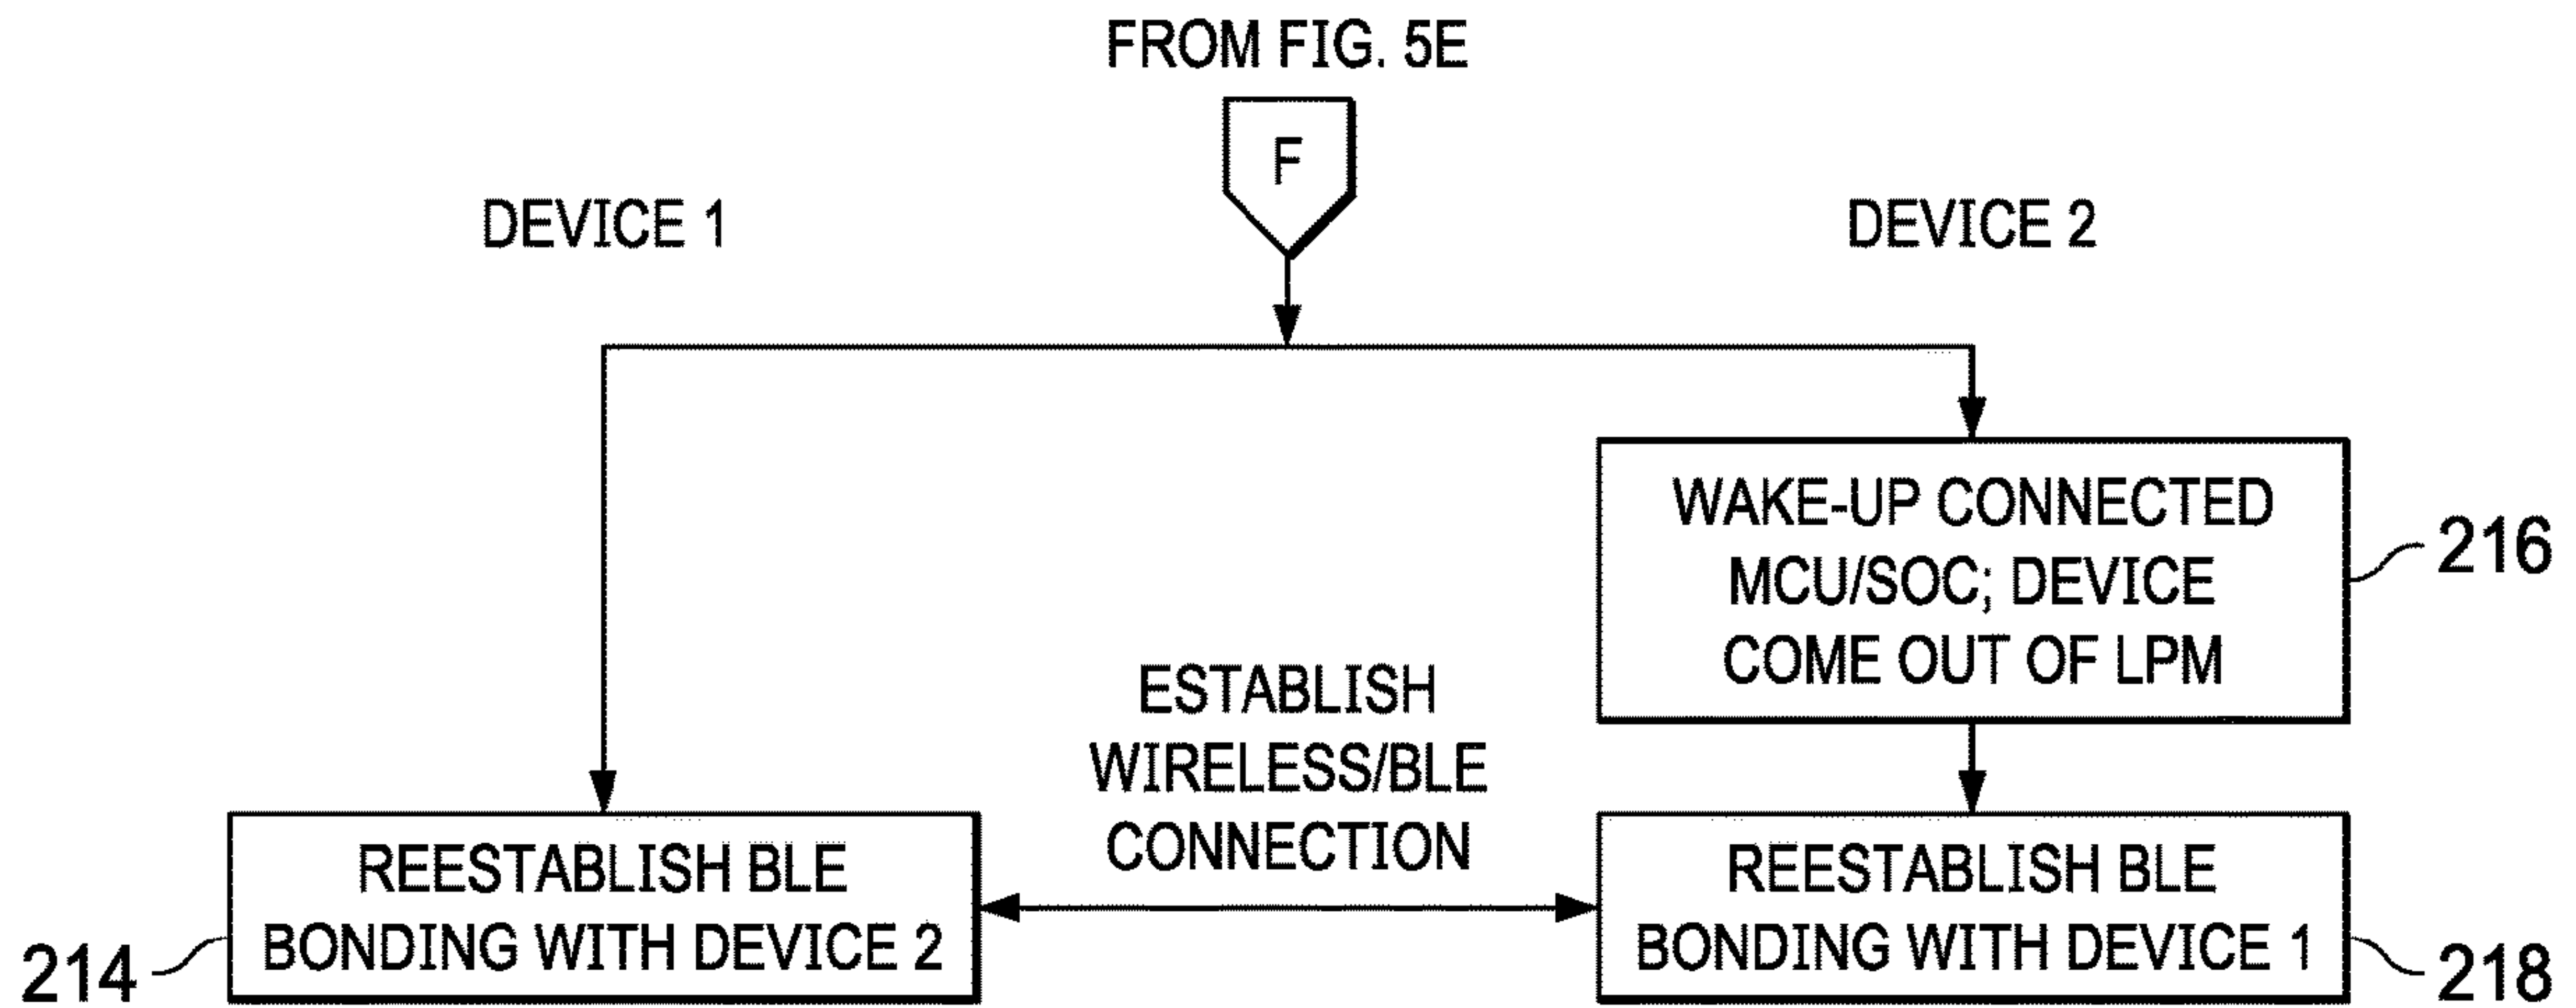 FROM FIG. 5E
F
DEVICE 1
DEVICE 2
WAKE-UP CONNECTED
MCU/SOC; DEVICE
COME OUT OF LPM
216
ESTABLISH
WIRELESS/BLE
CONNECTION
REESTABLISH BLE
BONDING WITH DEVICE 2
214
REESTABLISH BLE
BONDING WITH DEVICE 1
218